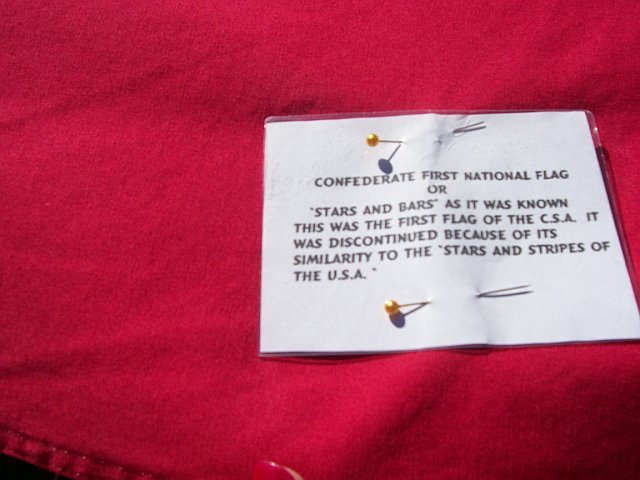 CONFEDERATE FIRST NATIONAL FLAG
OR
"STARS AND BARS" AS IT WAS KNOWN
THIS WAS THE FIRST FLAG OF THE C.S.A. IT
WAS DISCONTINUED BECAUSE OF ITS
SIMILARITY TO THE "STARS AND STRIPES OF
THE U.S.A. "